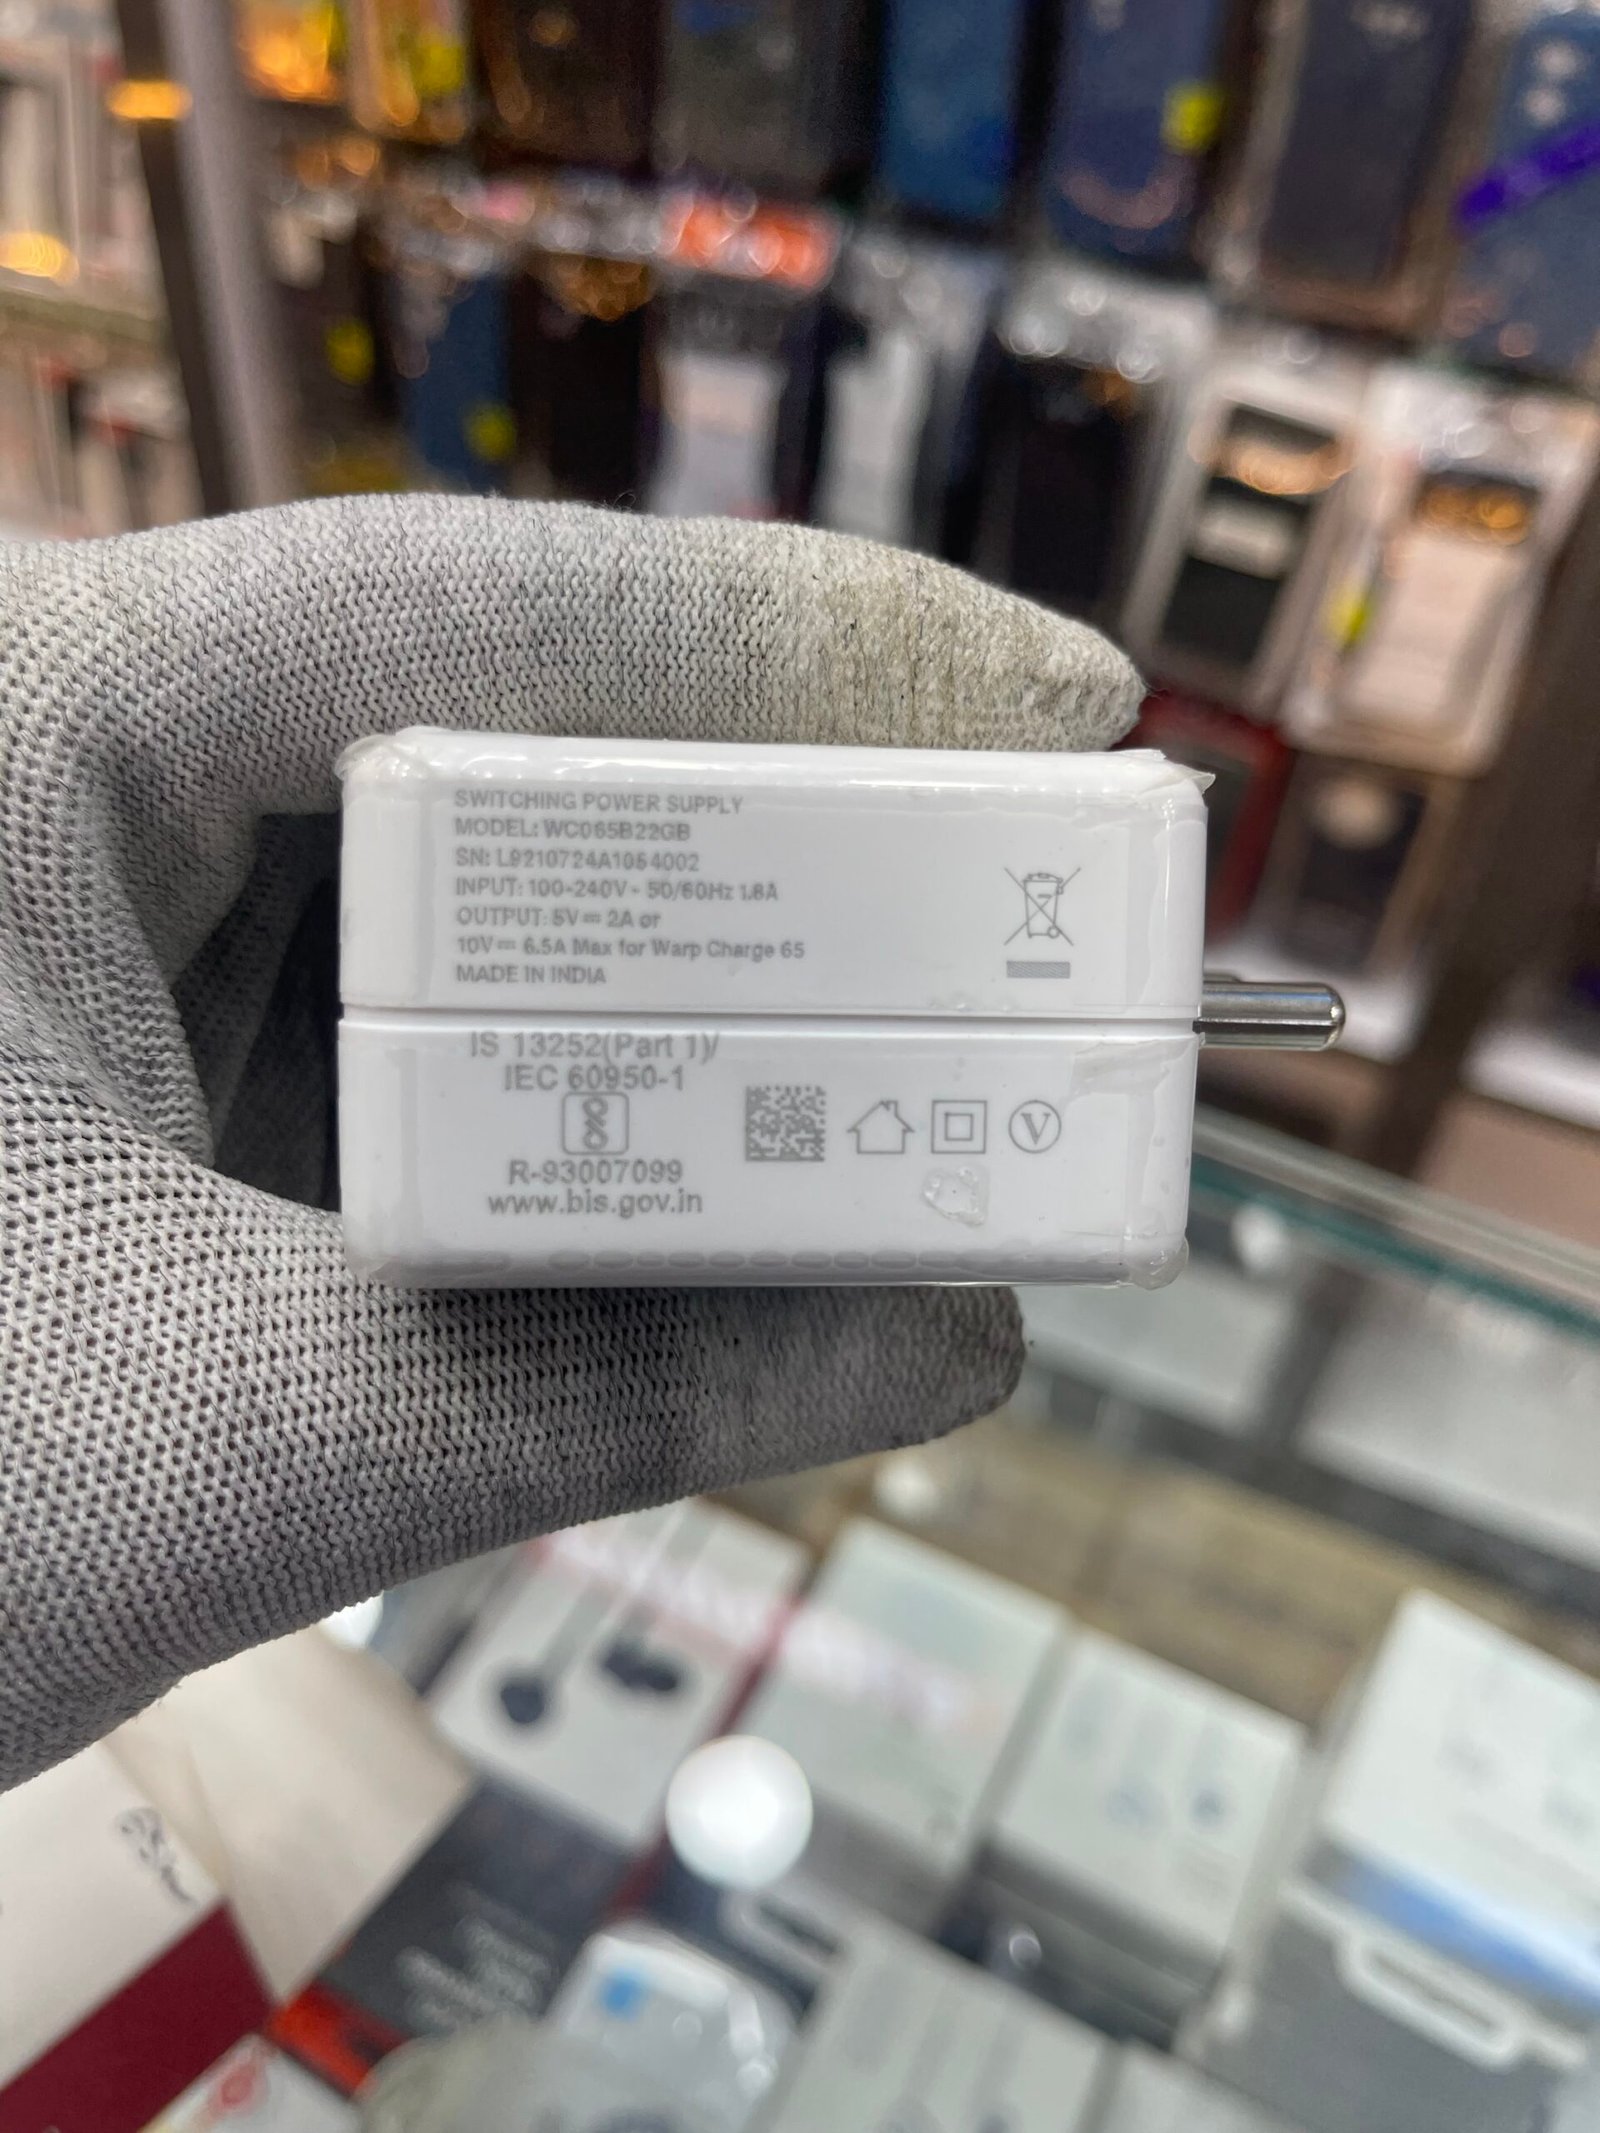 SWITCHING POWER SUPPLY
MODEL: WC065B22GB
SN: L9210724A1054002
INPUT: 100-240V ~ 50/60Hz 1.8A
OUTPUT: 5V⎓ 2A or
10V⎓ 6.5A Max for Warp Charge 65
MADE IN INDIA
IS 13252(Part 1)/
IEC 60950-1
R-93007099
www.bis.gov.in
V